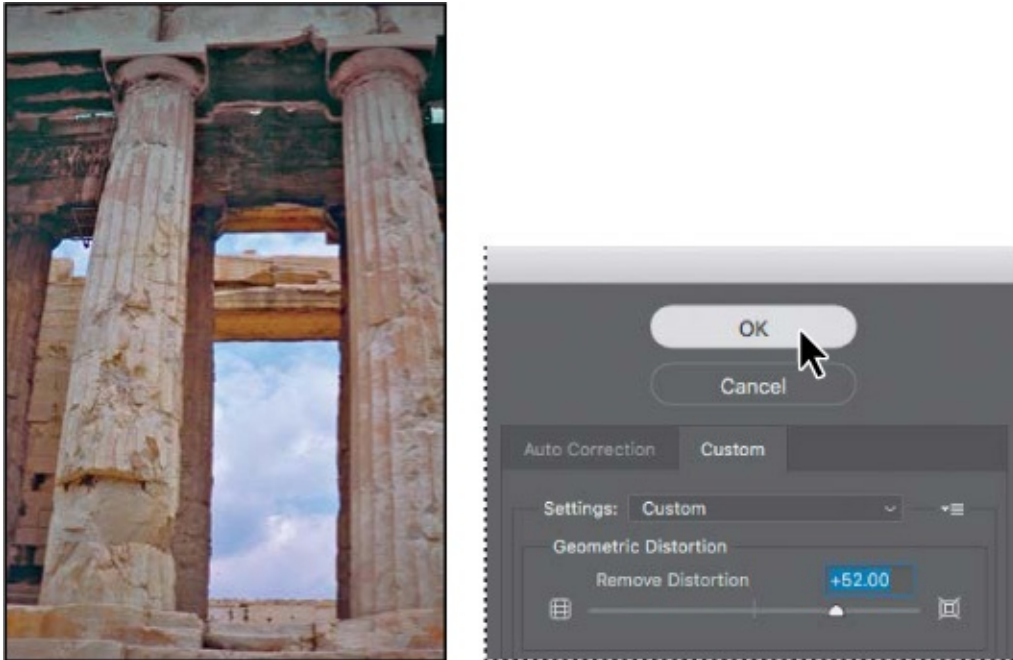 OK
Cancel
Auto Correction Custom
Settings: Custom
Geometric Distortion
Remove Distortion +52.00